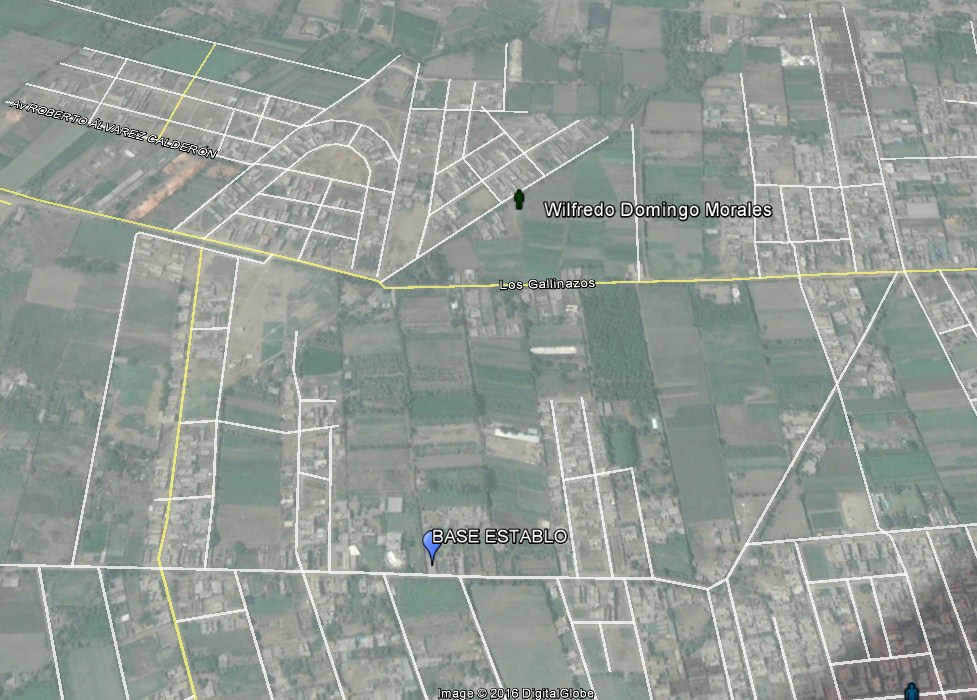 Av ROBERTO ÁLVAREZ CALDERÓN
Wilfredo Domingo Morales
Los Gallinazos
BASE ESTABLO
Image © 2016 DigitalGlobe